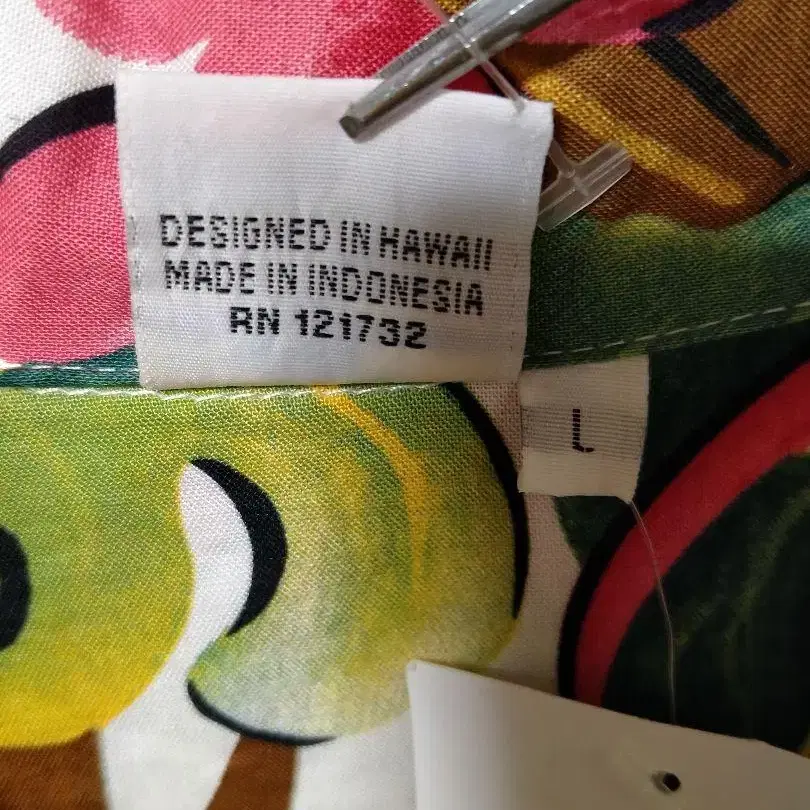 DESIGNED IN HAWAII
MADE IN INDONESIA
RN 121732
L